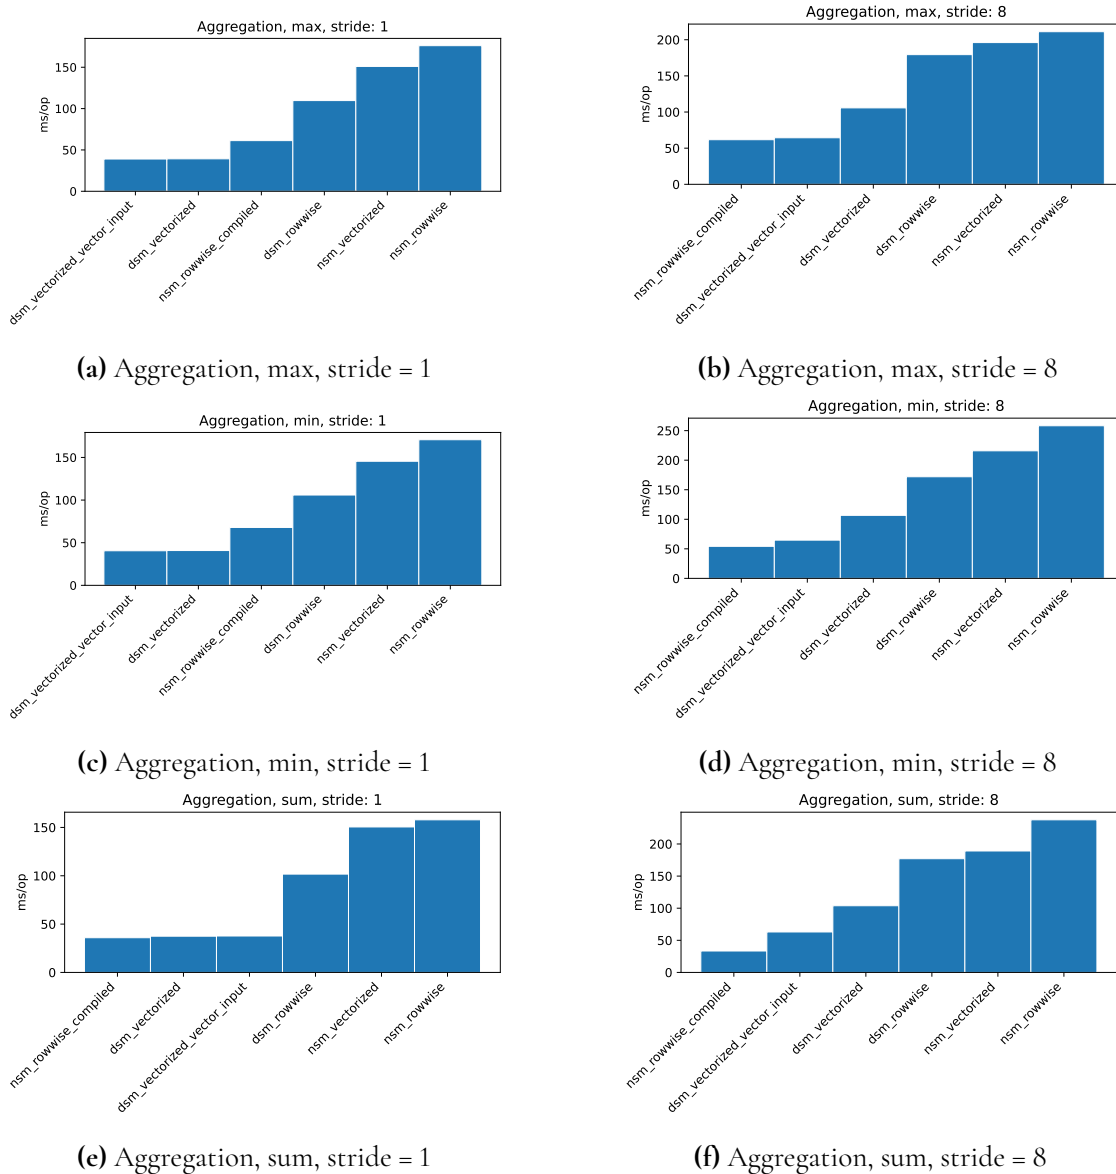 Aggregation, max, stride: 1
150
100
50
0
ms/op
dsm_vectorized_vector_input
dsm_vectorized
nsm_rowwise_compiled
dsm_rowwise
nsm_vectorized
nsm_rowwise
(a) Aggregation, max, stride = 1
Aggregation, max, stride: 8
200
150
100
50
0
ms/op
nsm_rowwise_compiled
dsm_vectorized_vector_input
dsm_vectorized
dsm_rowwise
nsm_vectorized
nsm_rowwise
(b) Aggregation, max, stride = 8
Aggregation, min, stride: 1
150
100
50
0
ms/op
dsm_vectorized_vector_input
dsm_vectorized
nsm_rowwise_compiled
dsm_rowwise
nsm_vectorized
nsm_rowwise
(c) Aggregation, min, stride = 1
Aggregation, min, stride: 8
250
200
150
100
50
0
ms/op
nsm_rowwise_compiled
dsm_vectorized_vector_input
dsm_vectorized
dsm_rowwise
nsm_vectorized
nsm_rowwise
(d) Aggregation, min, stride = 8
Aggregation, sum, stride: 1
150
100
50
0
ms/op
nsm_rowwise_compiled
dsm_vectorized
dsm_vectorized_vector_input
dsm_rowwise
nsm_vectorized
nsm_rowwise
(e) Aggregation, sum, stride = 1
Aggregation, sum, stride: 8
200
150
100
50
0
ms/op
nsm_rowwise_compiled
dsm_vectorized_vector_input
dsm_vectorized
dsm_rowwise
nsm_vectorized
nsm_rowwise
(f) Aggregation, sum, stride = 8